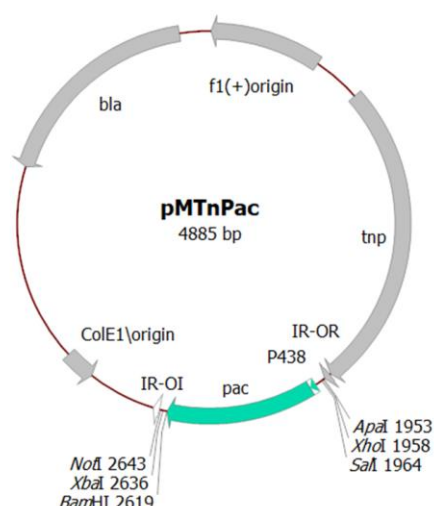 f1(+)origin
bla
tnp
pMTnPac
4885 bp
IR-OR
P438
ColE1\origin
IR-OI
pac
ApaI 1953
XhoI 1958
SalI 1964
NotI 2643
XbaI 2636
BamHI 2619